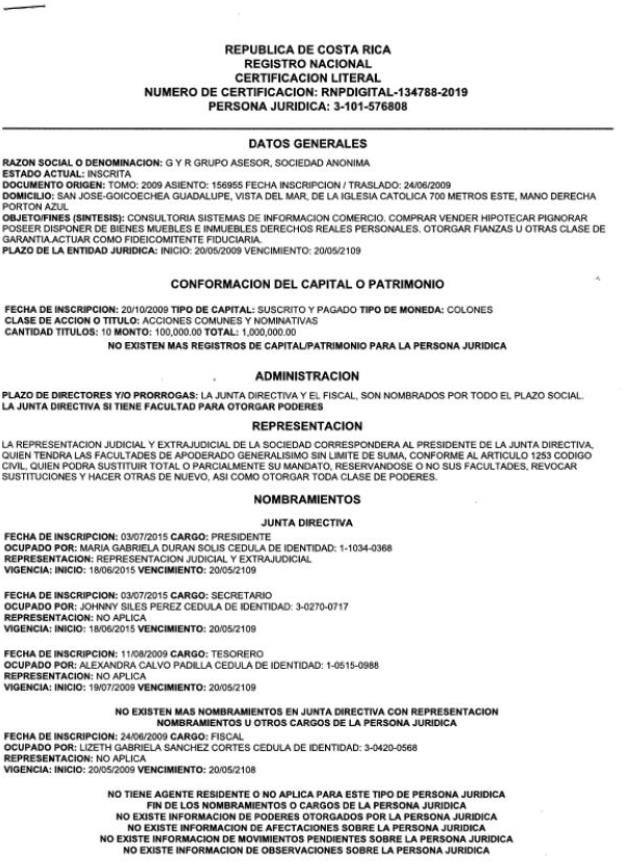 REPUBLICA DE COSTA RICA
REGISTRO NACIONAL
CERTIFICACION LITERAL
NUMERO DE CERTIFICACION: RNPDIGITAL-134788-2019
PERSONA JURIDICA: 3-101-576808
DATOS GENERALES
RAZON SOCIAL O DENOMINACION: G Y R GRUPO ASESOR, SOCIEDAD ANONIMA
ESTADO ACTUAL: INSCRITA
DOCUMENTO ORIGEN: TOMO: 2009 ASIENTO: 156955 FECHA INSCRIPCION / TRASLADO: 24/06/2009
DOMICILIO: SAN JOSE-GOICOECHEA GUADALUPE, VISTA DEL MAR, DE LA IGLESIA CATOLICA 700 METROS ESTE, MANO DERECHA
PORTON AZUL
OBJETO/FINES (SINTESIS): CONSULTORIA SISTEMAS DE INFORMACION COMERCIO. COMPRAR VENDER HIPOTECAR PIGNORAR
POSEER DISPONER DE BIENES MUEBLES E INMUEBLES DERECHOS REALES PERSONALES. OTORGAR FIANZAS U OTRAS CLASE DE
GARANTIA.ACTUAR COMO FIDEICOMITENTE FIDUCIARIA.
PLAZO DE LA ENTIDAD JURIDICA: INICIO: 20/05/2009 VENCIMIENTO: 20/05/2109
CONFORMACION DEL CAPITAL O PATRIMONIO
FECHA DE INSCRIPCION: 20/10/2009 TIPO DE CAPITAL: SUSCRITO Y PAGADO TIPO DE MONEDA: COLONES
CLASE DE ACCION O TITULO: ACCIONES COMUNES Y NOMINATIVAS
CANTIDAD TITULOS: 10 MONTO: 100,000.00 TOTAL: 1,000,000.00
NO EXISTEN MAS REGISTROS DE CAPITAL/PATRIMONIO PARA LA PERSONA JURIDICA
ADMINISTRACION
PLAZO DE DIRECTORES Y/O PRORROGAS: LA JUNTA DIRECTIVA Y EL FISCAL, SON NOMBRADOS POR TODO EL PLAZO SOCIAL.
LA JUNTA DIRECTIVA SI TIENE FACULTAD PARA OTORGAR PODERES
REPRESENTACION
LA REPRESENTACION JUDICIAL Y EXTRAJUDICIAL DE LA SOCIEDAD CORRESPONDERA AL PRESIDENTE DE LA JUNTA DIRECTIVA,
QUIEN TENDRA LAS FACULTADES DE APODERADO GENERALISIMO SIN LIMITE DE SUMA, CONFORME AL ARTICULO 1253 CODIGO
CIVIL, QUIEN PODRA SUSTITUIR TOTAL O PARCIALMENTE SU MANDATO, RESERVANDOSE O NO SUS FACULTADES, REVOCAR
SUSTITUCIONES Y HACER OTRAS DE NUEVO, ASI COMO OTORGAR TODA CLASE DE PODERES.
NOMBRAMIENTOS
JUNTA DIRECTIVA
FECHA DE INSCRIPCION: 03/07/2015 CARGO: PRESIDENTE
OCUPADO POR: MARIA GABRIELA DURAN SOLIS CEDULA DE IDENTIDAD: 1-1034-0368
REPRESENTACION: REPRESENTACION JUDICIAL Y EXTRAJUDICIAL
VIGENCIA: INICIO: 18/06/2015 VENCIMIENTO: 20/05/2109
FECHA DE INSCRIPCION: 03/07/2015 CARGO: SECRETARIO
OCUPADO POR: JOHNNY SILES PEREZ CEDULA DE IDENTIDAD: 3-0270-0717
REPRESENTACION: NO APLICA
VIGENCIA: INICIO: 18/06/2015 VENCIMIENTO: 20/05/2109
FECHA DE INSCRIPCION: 11/08/2009 CARGO: TESORERO
OCUPADO POR: ALEXANDRA CALVO PADILLA CEDULA DE IDENTIDAD: 1-0515-0988
REPRESENTACION: NO APLICA
VIGENCIA: INICIO: 19/07/2009 VENCIMIENTO: 20/05/2109
NO EXISTEN MAS NOMBRAMIENTOS EN JUNTA DIRECTIVA CON REPRESENTACION
NOMBRAMIENTOS U OTROS CARGOS DE LA PERSONA JURIDICA
FECHA DE INSCRIPCION: 24/06/2009 CARGO: FISCAL
OCUPADO POR: LIZETH GABRIELA SANCHEZ CORTES CEDULA DE IDENTIDAD: 3-0420-0568
REPRESENTACION: NO APLICA
VIGENCIA: INICIO: 20/05/2009 VENCIMIENTO: 20/05/2108
NO TIENE AGENTE RESIDENTE O NO APLICA PARA ESTE TIPO DE PERSONA JURIDICA
FIN DE LOS NOMBRAMIENTOS O CARGOS DE LA PERSONA JURIDICA
NO EXISTE INFORMACION DE PODERES OTORGADOS POR LA PERSONA JURIDICA
NO EXISTE INFORMACION DE AFECTACIONES SOBRE LA PERSONA JURIDICA
NO EXISTE INFORMACION DE MOVIMIENTOS PENDIENTES SOBRE LA PERSONA JURIDICA
NO EXISTE INFORMACION DE OBSERVACIONES SOBRE LA PERSONA JURIDICA